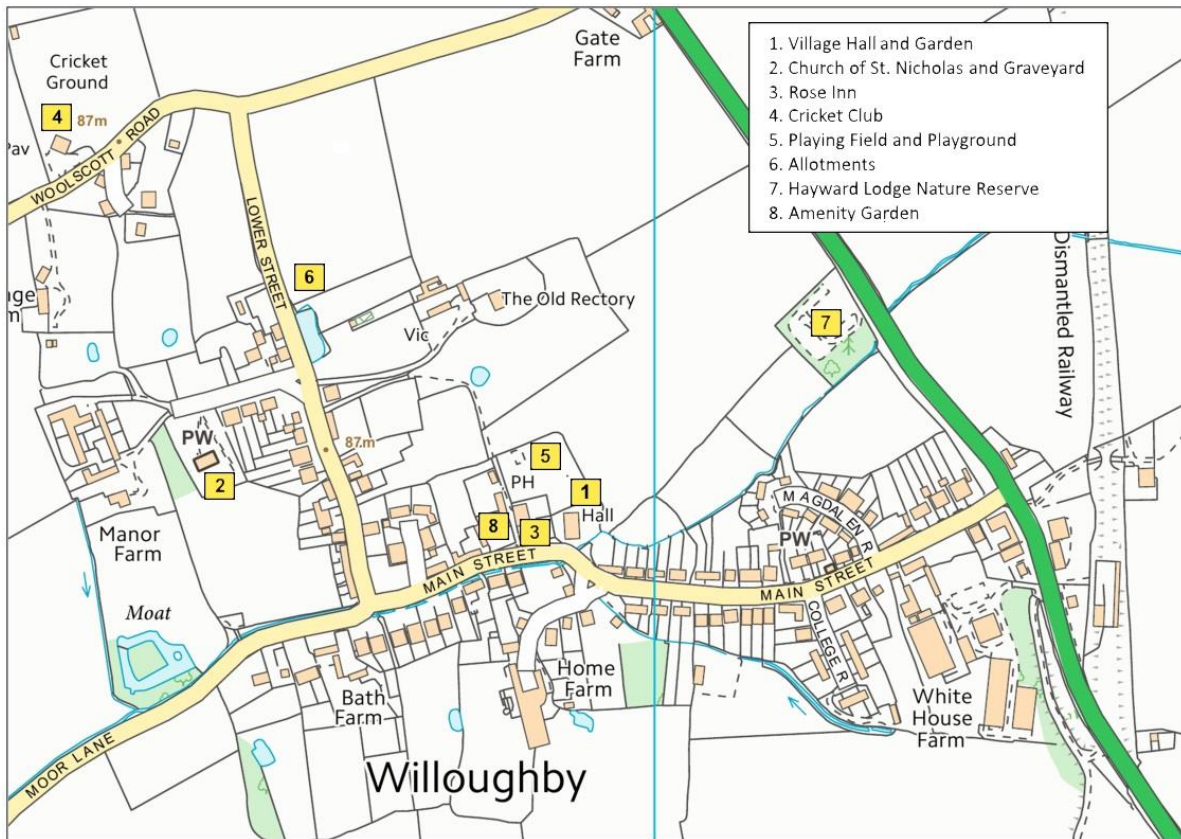 Gate
Farm
1. Village Hall and Garden
2. Church of St. Nicholas and Graveyard
3. Rose Inn
4. Cricket Club
5. Playing Field and Playground
6. Allotments
7. Hayward Lodge Nature Reserve
8. Amenity Garden
Cricket
Ground
4
87m
Pav
WOOLSCOTT ROAD
LOWER STREET
Dismantled Railway
6
The Old Rectory
7
Vic
PW
87m
2
5
PH
1
Hall
8
3
MAGDALEN R
PW
Manor
Farm
MAIN STREET
MAIN STREET
Moat
COLLEGE R
Bath
Farm
Home
Farm
White
House
Farm
MOOR LANE
Willoughby